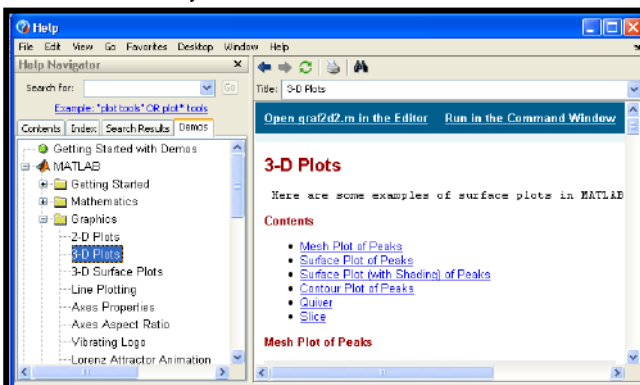 Help
File Edit View Go Favorites Desktop Window Help
Help Navigator
Search for: Go
Example: "plot tools" OR plot* tools
Contents Index Search Results Demos
Getting Started with Demos
MATLAB
Getting Started
Mathematics
Graphics
2-D Plots
3-D Plots
3-D Surface Plots
Line Plotting
Axes Properties
Axes Aspect Ratio
Vibrating Logo
Lorenz Attractor Animation
Title: 3-D Plots
Open graf2d2.m in the Editor Run in the Command Window
3-D Plots
Here are some examples of surface plots in MATLAB
Contents
Mesh Plot of Peaks
Surface Plot of Peaks
Surface Plot (with Shading) of Peaks
Contour Plot of Peaks
Quiver
Slice
Mesh Plot of Peaks